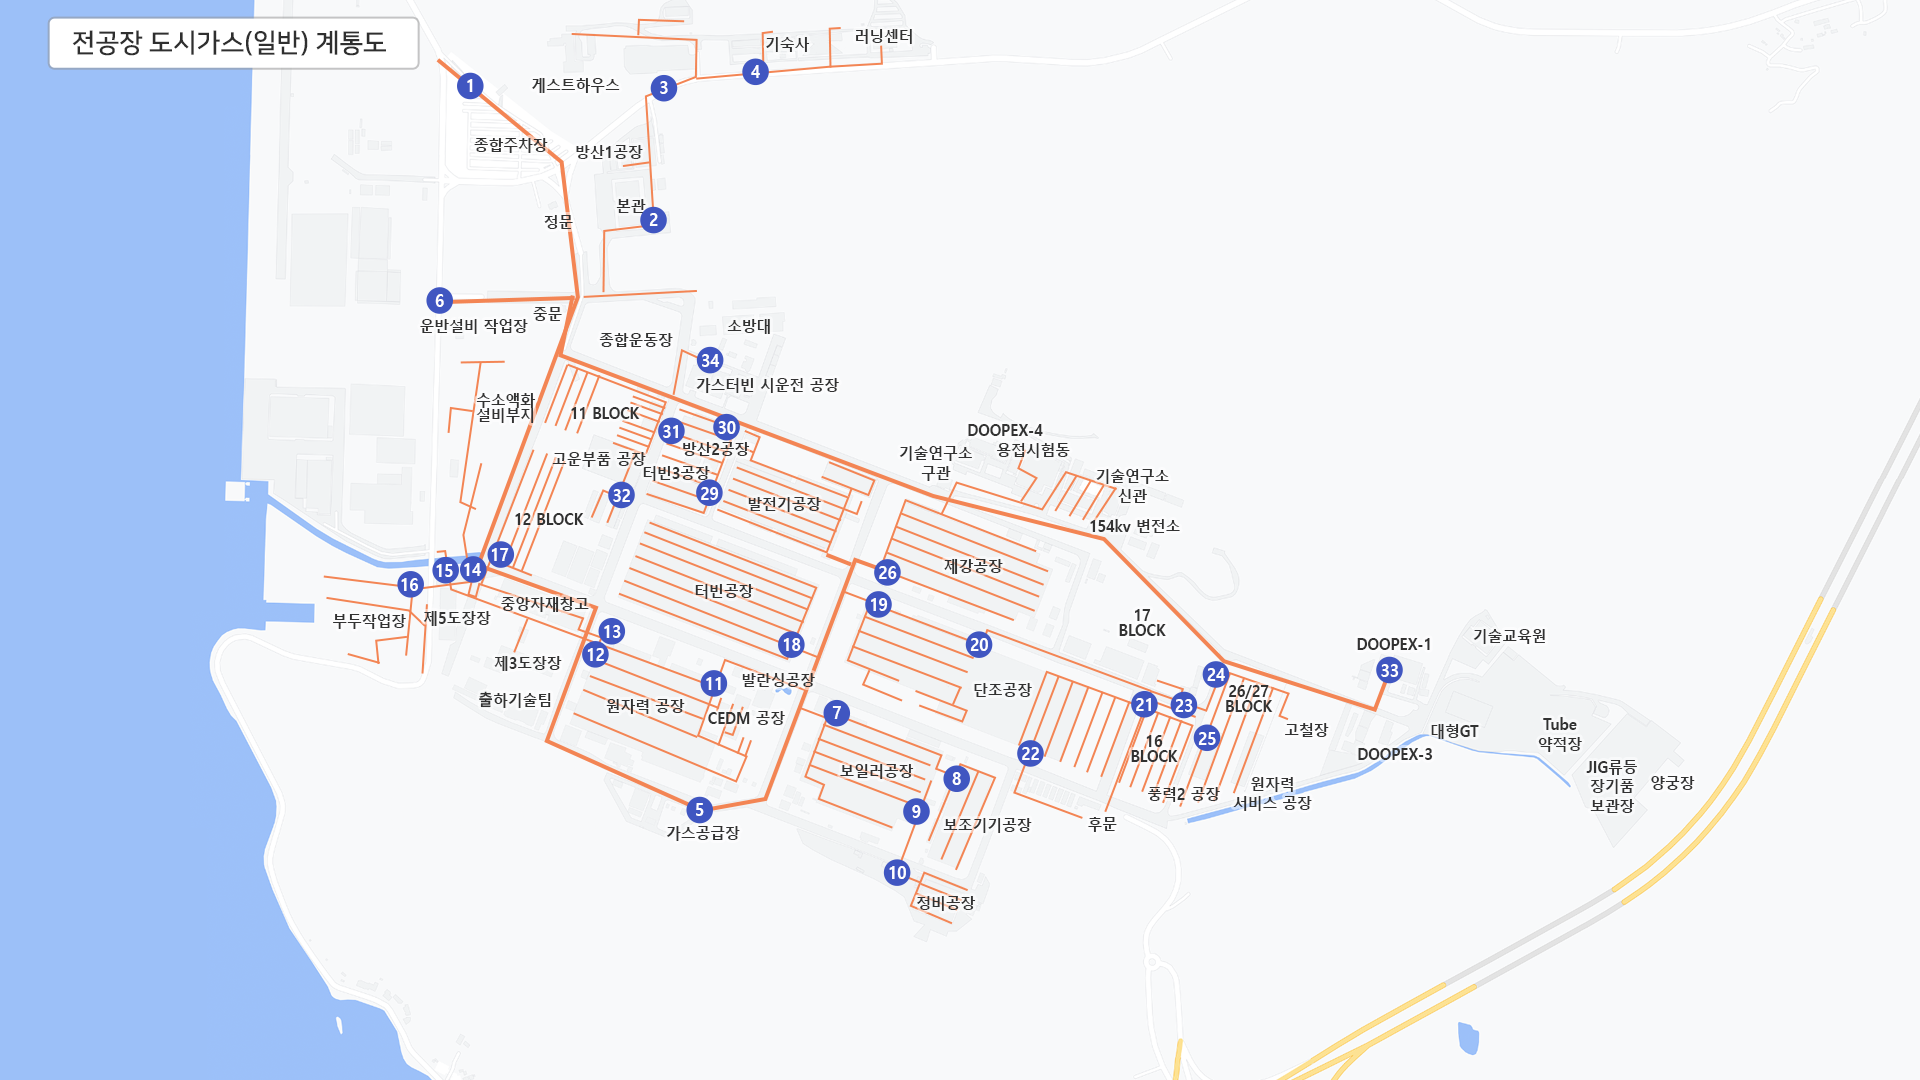 전공장 도시가스(일반) 계통도
기숙사
러닝센터
4
1
3
게스트하우스
종합주차장
방산1공장
본관
2
정문
6
중문
운반설비 작업장
소방대
종합운동장
34
가스터빈 시운전 공장
수소액화
설비부지
11 BLOCK
31
30
방산2공장
DOOPEX-4
용접시험동
기술연구소
구관
고운부품 공장
터빈3공장
기술연구소
신관
32
29
발전기공장
12 BLOCK
154kv 변전소
17
15
14
16
26
제강공장
터빈공장
중앙자재창고
19
부두작업장
제5도장장
13
12
18
20
17
BLOCK
기술교육원
DOOPEX-1
33
제3도장장
출하기술팀
11
발란싱공장
원자력 공장
CEDM 공장
7
단조공장
24
26/27
BLOCK
21
23
고철장
대형GT
Tube
야적장
DOOPEX-3
22
16
BLOCK
25
보일러공장
8
JIG류등
장기품
보관장
양궁장
5
가스공급장
9
보조기기공장
후문
풍력2 공장
원자력
서비스 공장
10
정비공장